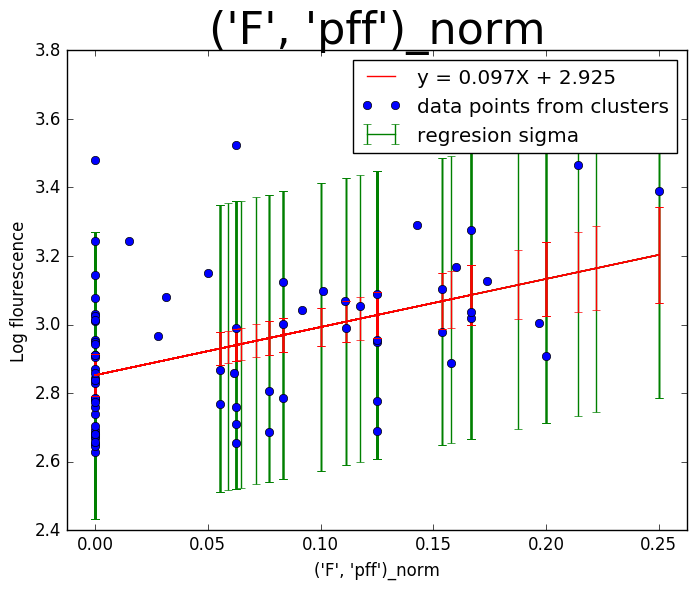 ('F', 'pff')_norm
y = 0.097X + 2.925
data points from clusters
regresion sigma
Log flourescence
3.8
3.6
3.4
3.2
3.0
2.8
2.6
2.4
0.00 0.05 0.10 0.15 0.20 0.25
('F', 'pff')_norm